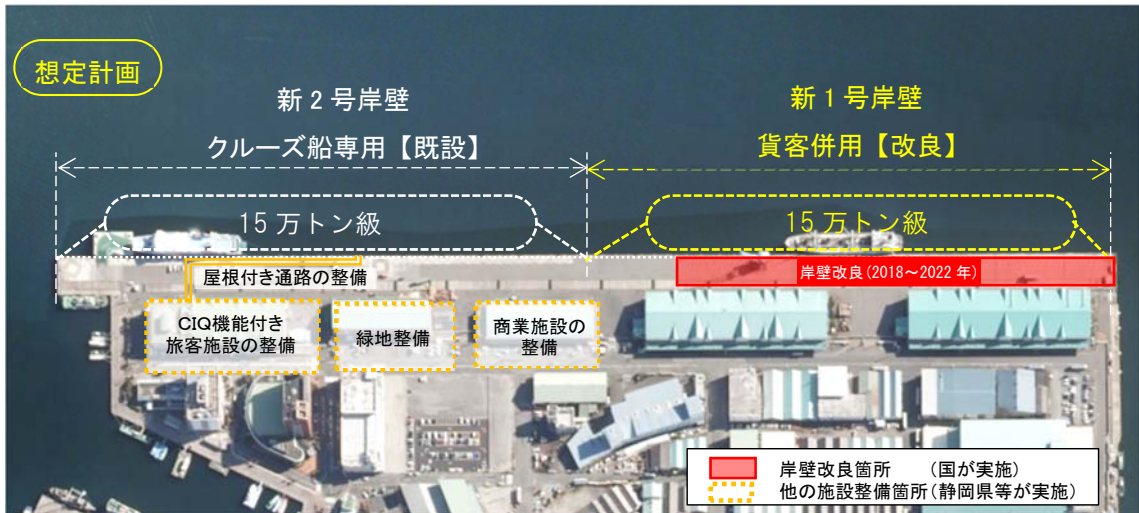 想定計画
新2号岸壁
クルーズ船専用【既設】
15万トン級
新1号岸壁
貨客併用【改良】
15万トン級
屋根付き通路の整備
岸壁改良(2018～2022年)
CIQ機能付き
旅客施設の整備
緑地整備
商業施設の
整備
岸壁改良箇所 (国が実施)
他の施設整備箇所(静岡県等が実施)